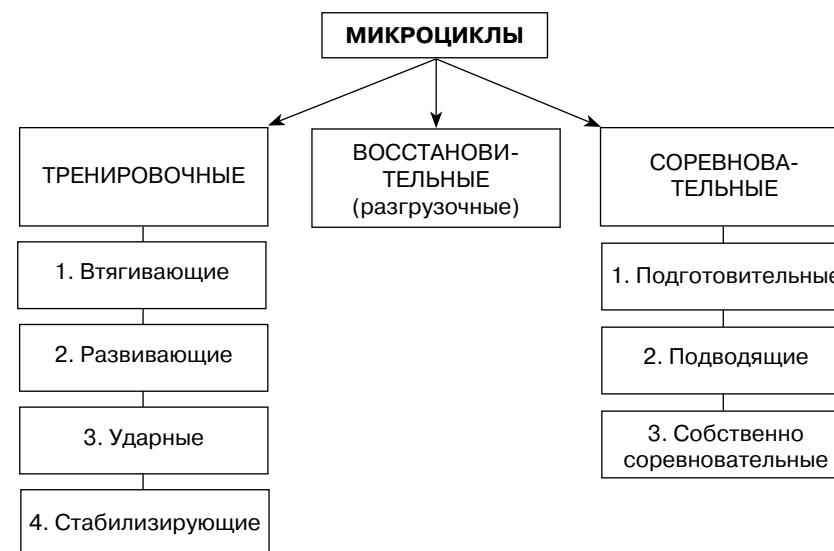 МИКРОЦИКЛЫ
ТРЕНИРОВОЧНЫЕ
ВОССТАНОВИ-
ТЕЛЬНЫЕ
(разгрузочные)
СОРЕВНОВА-
ТЕЛЬНЫЕ
1. Втягивающие
2. Развивающие
3. Ударные
4. Стабилизирующие
1. Подготовительные
2. Подводящие
3. Собственно
соревновательные